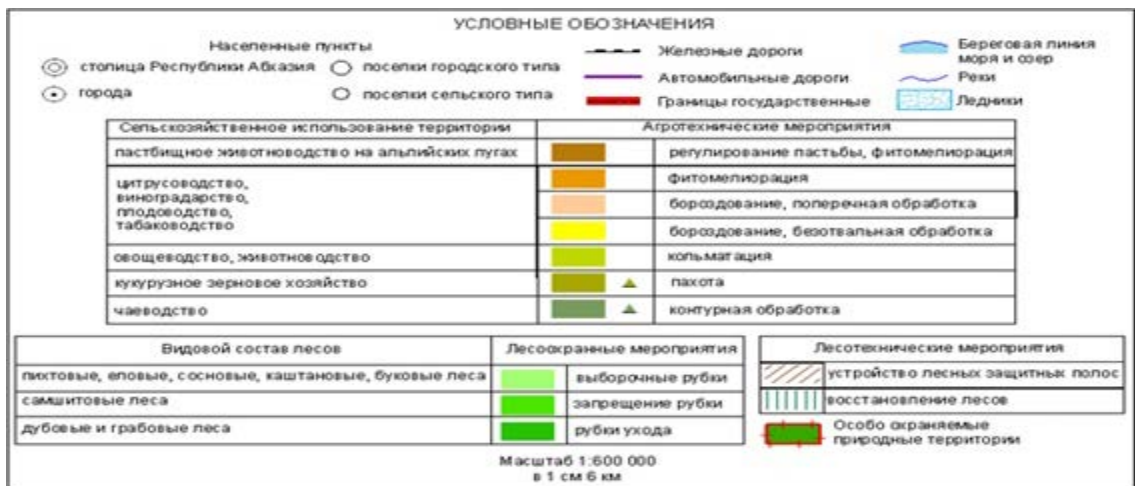 УСЛОВНЫЕ ОБОЗНАЧЕНИЯ
Населенные пункты
столица Республики Абхазия
поселки городского типа
города
поселки сельского типа
Железные дороги
Автомобильные дороги
Границы государственные
Береговая линия
моря и озер
Реки
Ледники
Сельскозяйственное использование территории
Агротехнические мероприятия
пастбищное животноводство на альпийских лугах
регулирование пастьбы, фитомелиорация
цитрусоводство,
виноградарство,
плодоводство,
табаководство
фитомелиорация
бороздование, поперечная обработка
бороздование, безотвальная обработка
овощеводство, животноводство
кольматация
кукурузное зерновое хозяйство
пахота
чаеводство
контурная обработка
Видовой состав лесов
Лесоохранные мероприятия
пихтовые, еловые, сосновые, каштановые, буковые леса
выборочные рубки
самшитовые леса
запрещение рубки
дубовые и грабовые леса
рубки ухода
Лесотехнические мероприятия
устройство лесных защитных полос
восстановление лесов
Особо охраняемые
природные территории
Масштаб 1:600 000
в 1 см 6 км